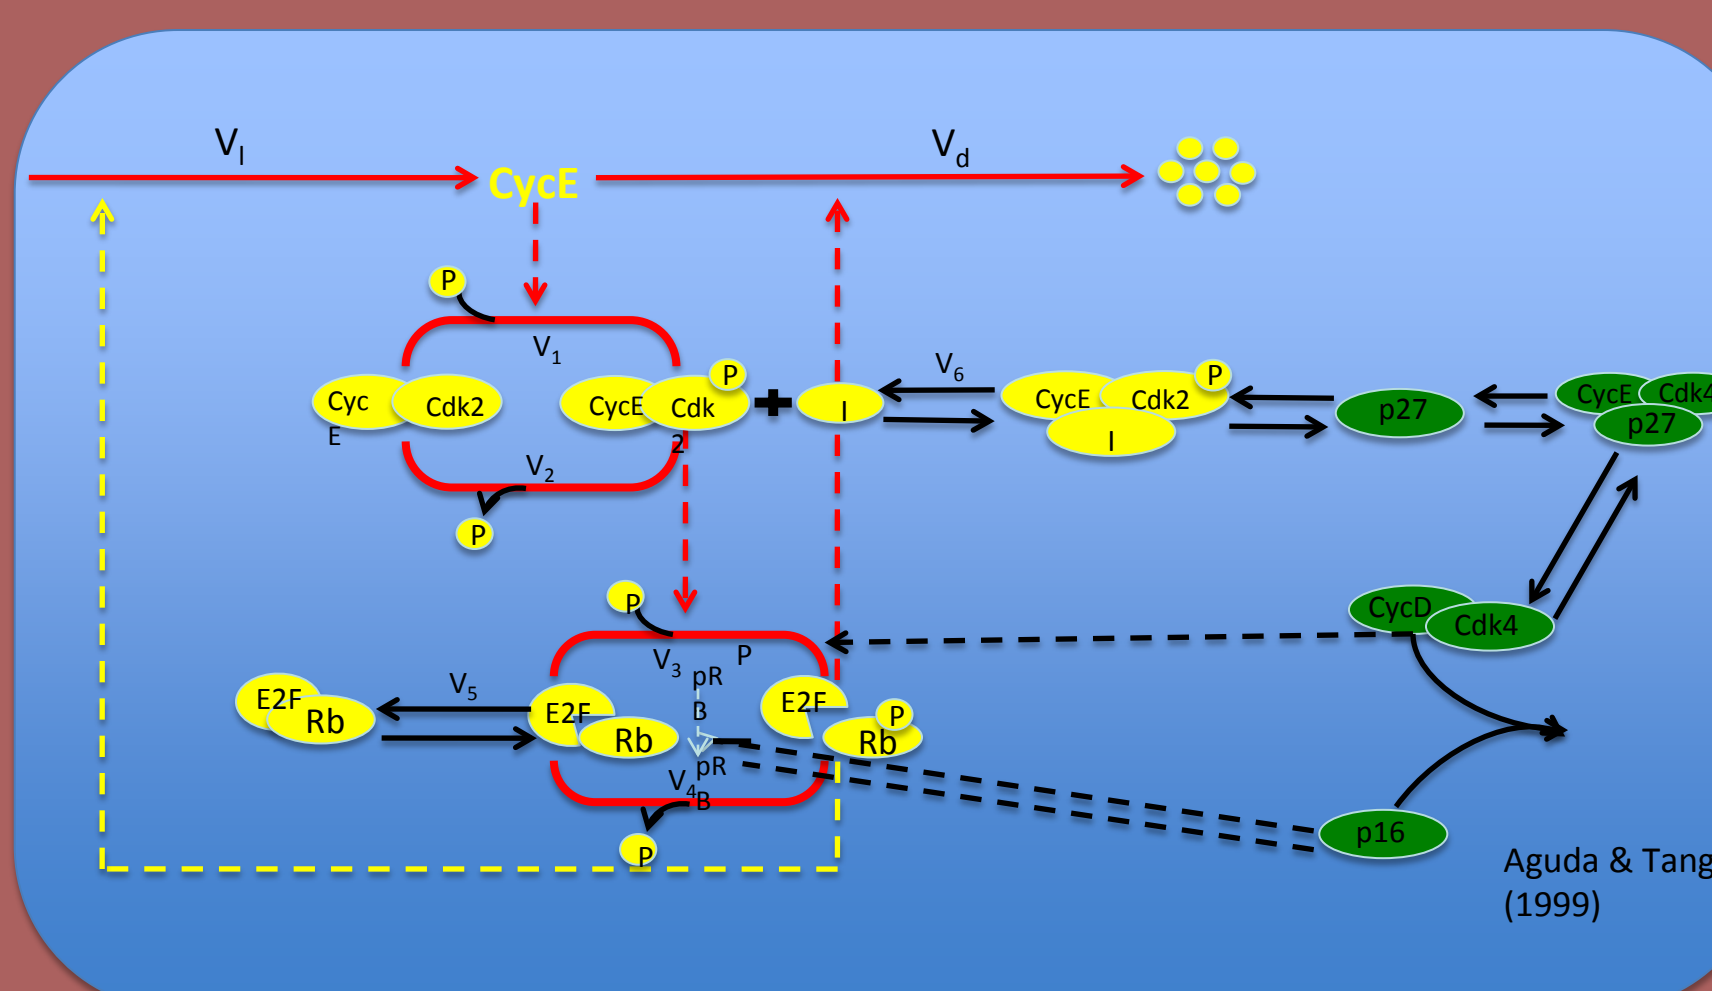 VI
Vd
CycE
P
V1
P
P
V6
Cyc
E
Cdk2
CycE
Cdk
2
I
CycE
Cdk2
I
p27
CycE
Cdk4
p27
V2
P
P
CycD
Cdk4
V3
P
pR
B
V5
E2F
Rb
E2F
Rb
E2F
P
Rb
pR
B
V4
P
p16
Aguda & Tang
(1999)